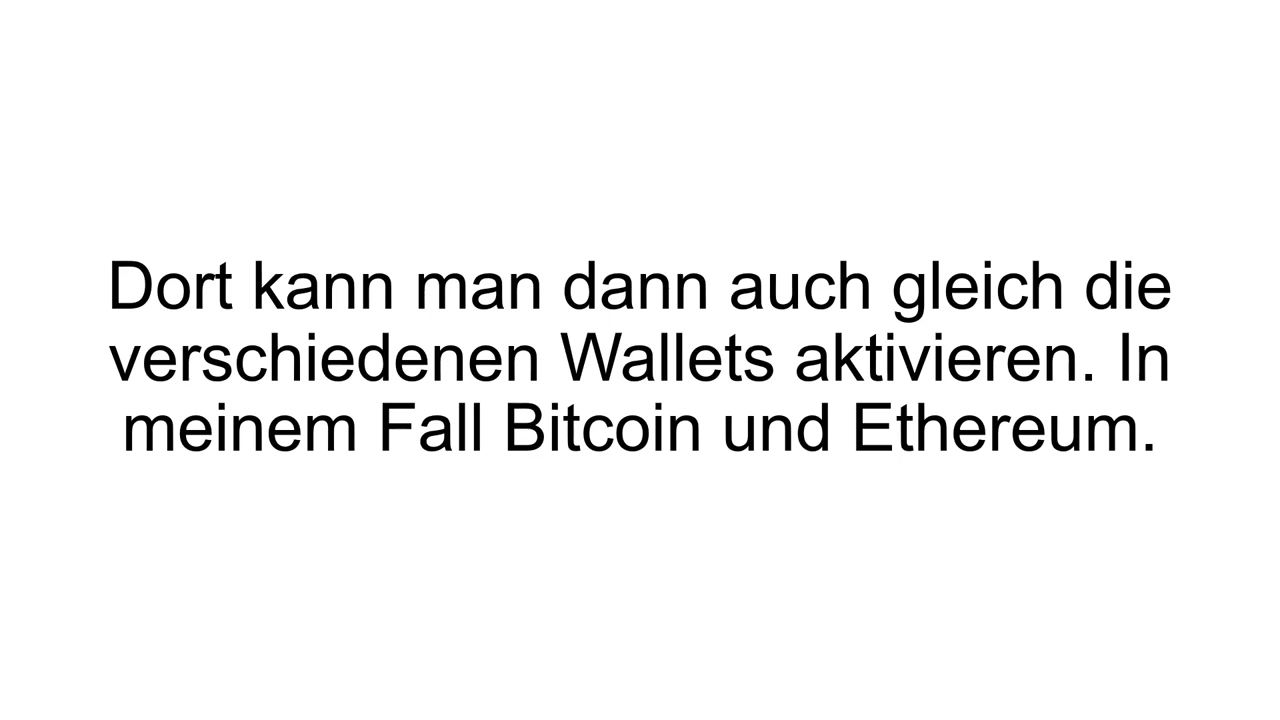 Dort kann man dann auch gleich die
verschiedenen Wallets aktivieren. In
meinem Fall Bitcoin und Ethereum.